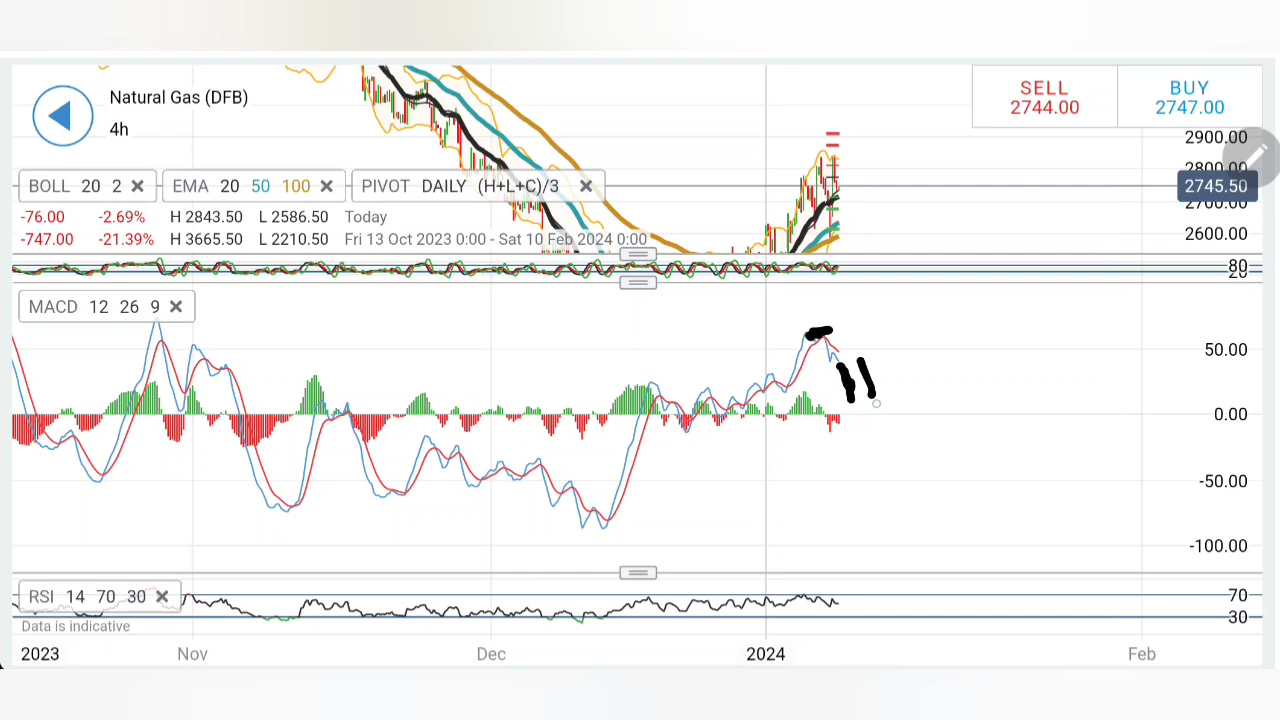 Natural Gas (DFB)
4h
SELL
2744.00
BUY
2747.00
2900.00
2800.00
2745.50
2700.00
2600.00
BOLL 20 2
EMA 20 50 100
PIVOT DAILY (H+L+C)/3
-76.00 -2.69% H 2843.50 L 2586.50 Today
-747.00 -21.39% H 3665.50 L 2210.50 Fri 13 Oct 2023 0:00 - Sat 10 Feb 2024 0:00
80
20
MACD 12 26 9
50.00
0.00
-50.00
-100.00
RSI 14 70 30
70
30
Data is indicative
2023 Nov Dec 2024 Feb